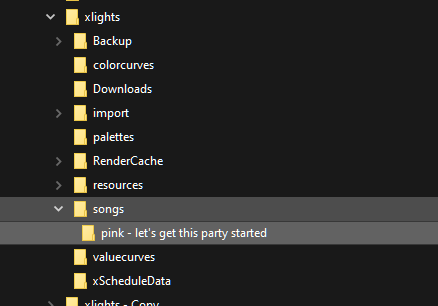 xlights
Backup
colorcurves
Downloads
import
palettes
RenderCache
resources
songs
pink - let's get this party started
valuecurves
xScheduleData
xlights - Copy